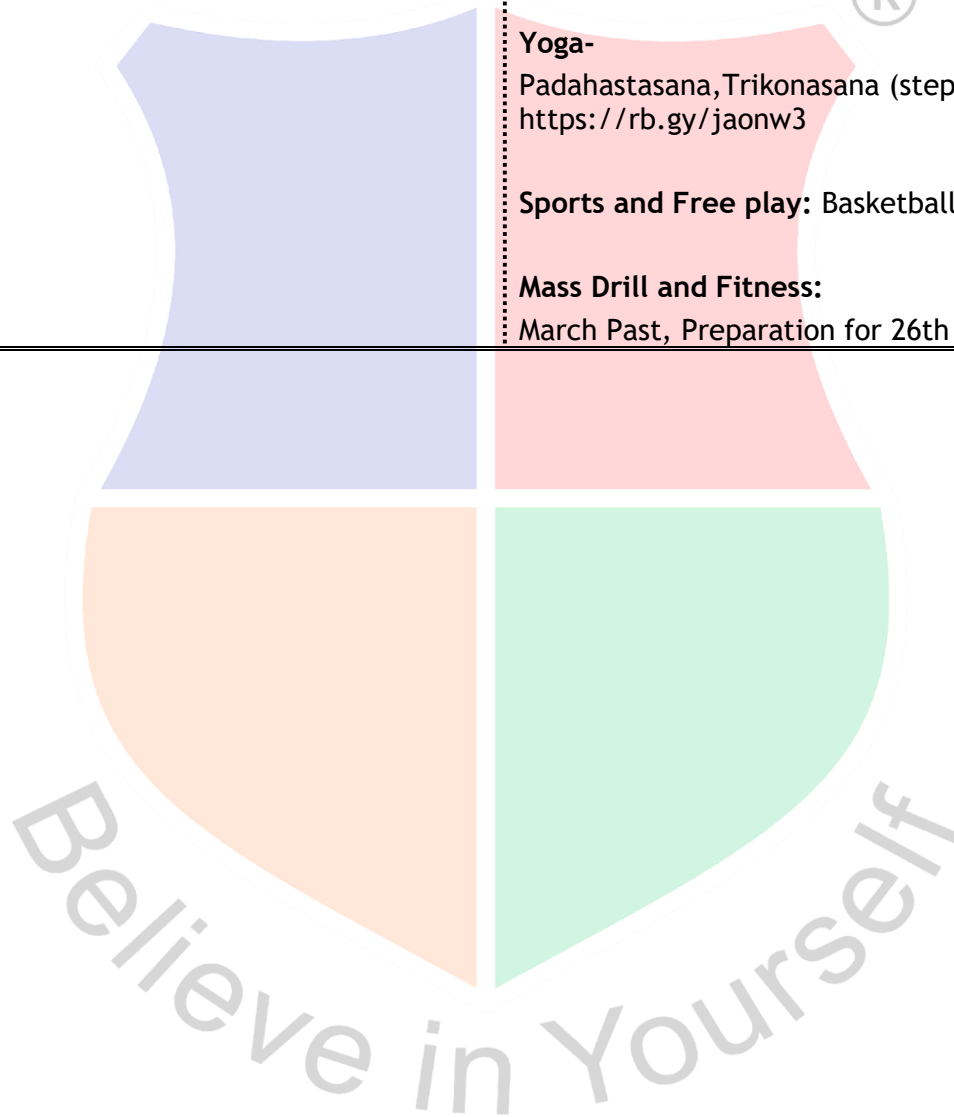 ®
Yoga-
Padahastasana,Trikonasana (step
https://rb.gy/jaonw3
Sports and Free play: Basketball
Mass Drill and Fitness:
March Past, Preparation for 26th
Believe in Yourself